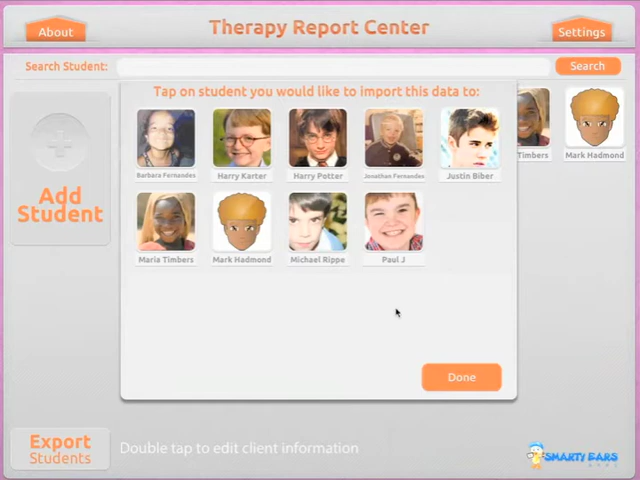 About
Therapy Report Center
Settings
Search Student:
Search
Tap on student you would like to import this data to:
Barbara Fernandes
Harry Karter
Harry Potter
Jonathan Fernandes
Justin Biber
Timbers
Mark Hadmond
Add
Student
Maria Timbers
Mark Hadmond
Michael Rippe
Paul J
Done
Export
Students
Double tap to edit client information
SMARTY EARS